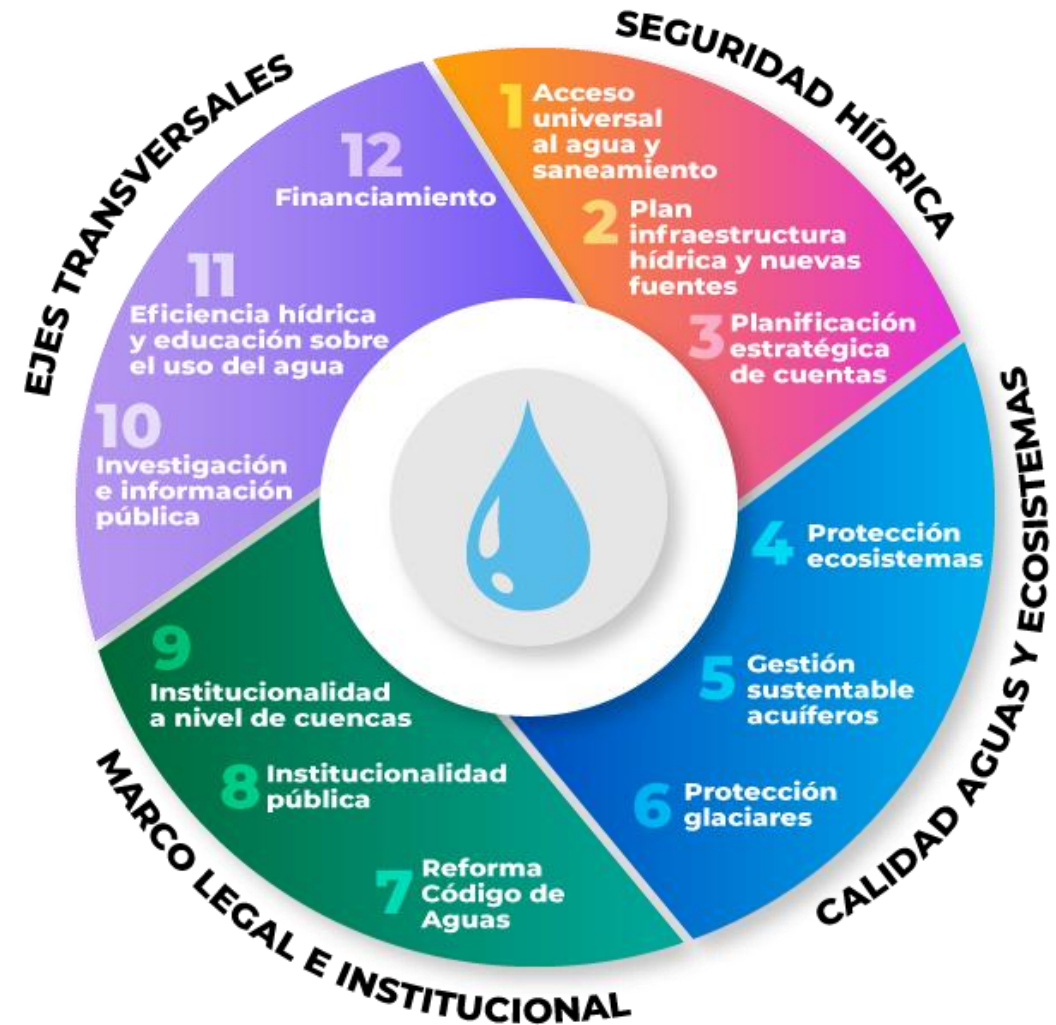 SEGURIDAD HÍDRICA
1
Acceso
universal
al agua y
saneamiento
2
Plan
infraestructura
hídrica y nuevas
fuentes
3
Planificación
estratégica
de cuentas
CALIDAD AGUAS Y ECOSISTEMAS
4
Protección
ecosistemas
5
Gestión
sustentable
acuíferos
6
Protección
glaciares
MARCO LEGAL E INSTITUCIONAL
7
Reforma
Código de
Aguas
8
Institucionalidad
pública
9
Institucionalidad
a nivel de cuencas
EJES TRANSVERSALES
10
Investigación
e información
pública
11
Eficiencia hídrica
y educación sobre
el uso del agua
12
Financiamiento